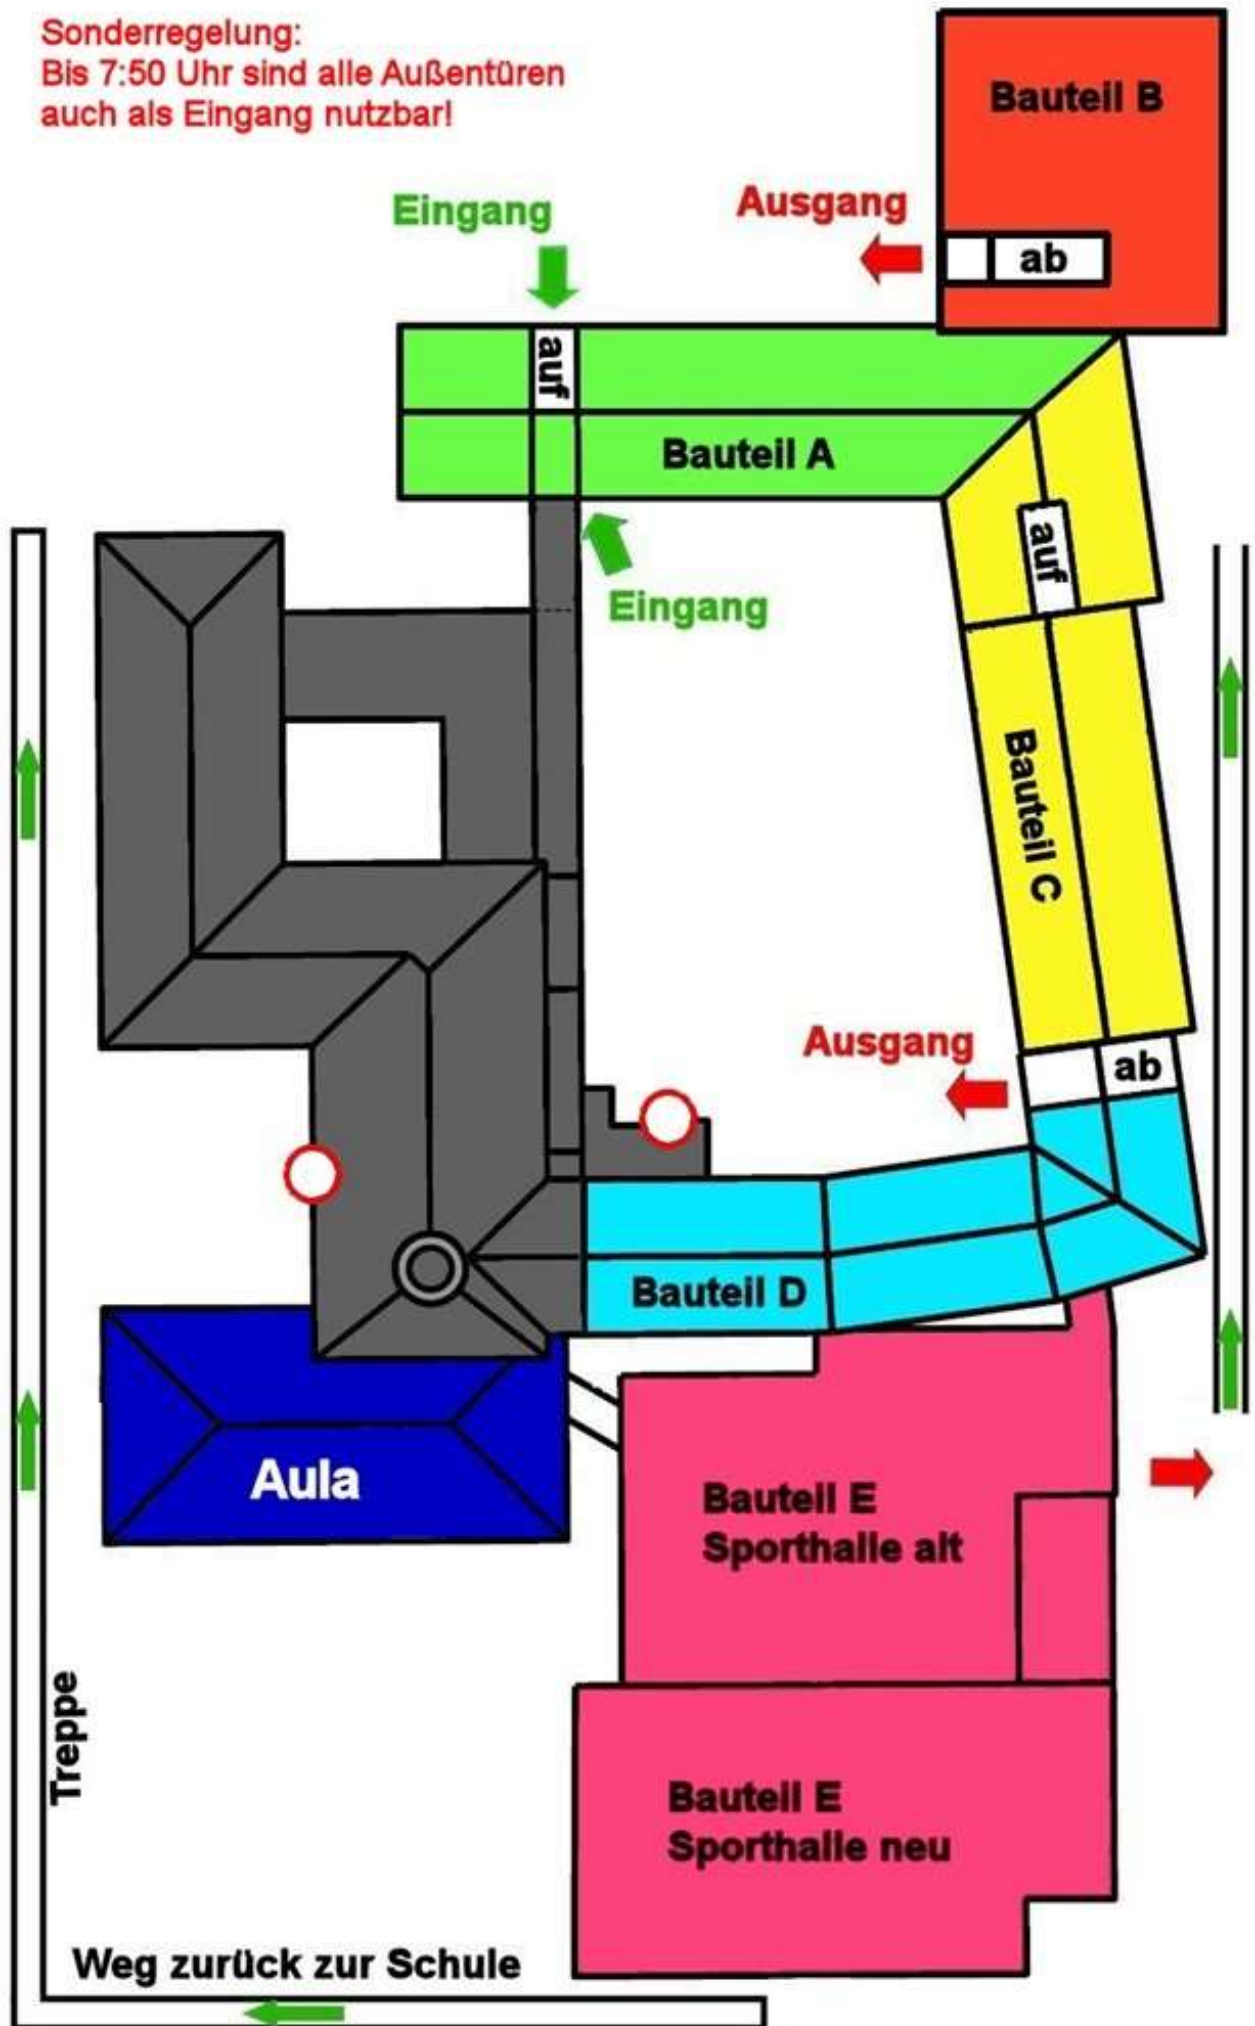 Sonderregelung:
Bis 7:50 Uhr sind alle Außentüren
auch als Eingang nutzbar!
Bauteil B
Eingang
Ausgang
ab
auf
Bauteil A
Eingang
auf
Bauteil C
Ausgang
ab
Bauteil D
Aula
Bauteil E
Sporthalle alt
Treppe
Bauteil E
Sporthalle neu
Weg zurück zur Schule